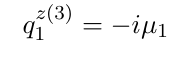 $q_1^{z(3)} = -i\mu_1$